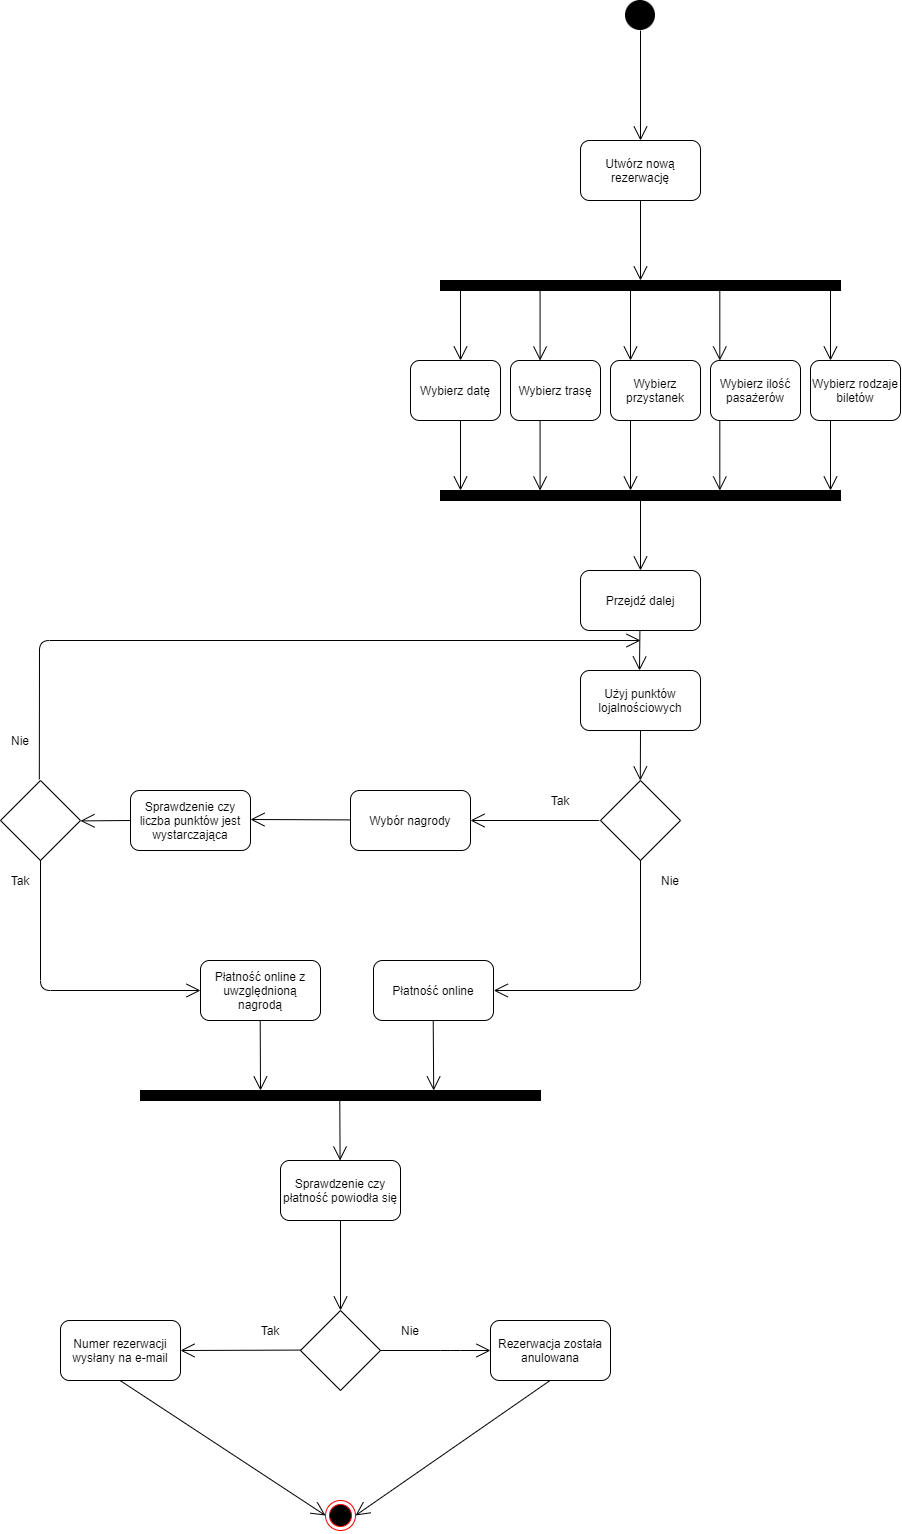 Utwórz nową
rezerwację
Wybierz datę
Wybierz trasę
Wybierz
przystanek
Wybierz ilość
pasażerów
Wybierz rodzaje
biletów
Przejdź dalej
Użyj punktów
lojalnościowych
Nie
Tak
Sprawdzenie czy
liczba punktów jest
wystarczająca
Wybór nagrody
Tak
Nie
Płatność online z
uwzględnioną
nagrodą
Płatność online
Sprawdzenie czy
płatność powiodła się
Tak
Nie
Numer rezerwacji
wysłany na e-mail
Rezerwacja została
anulowana